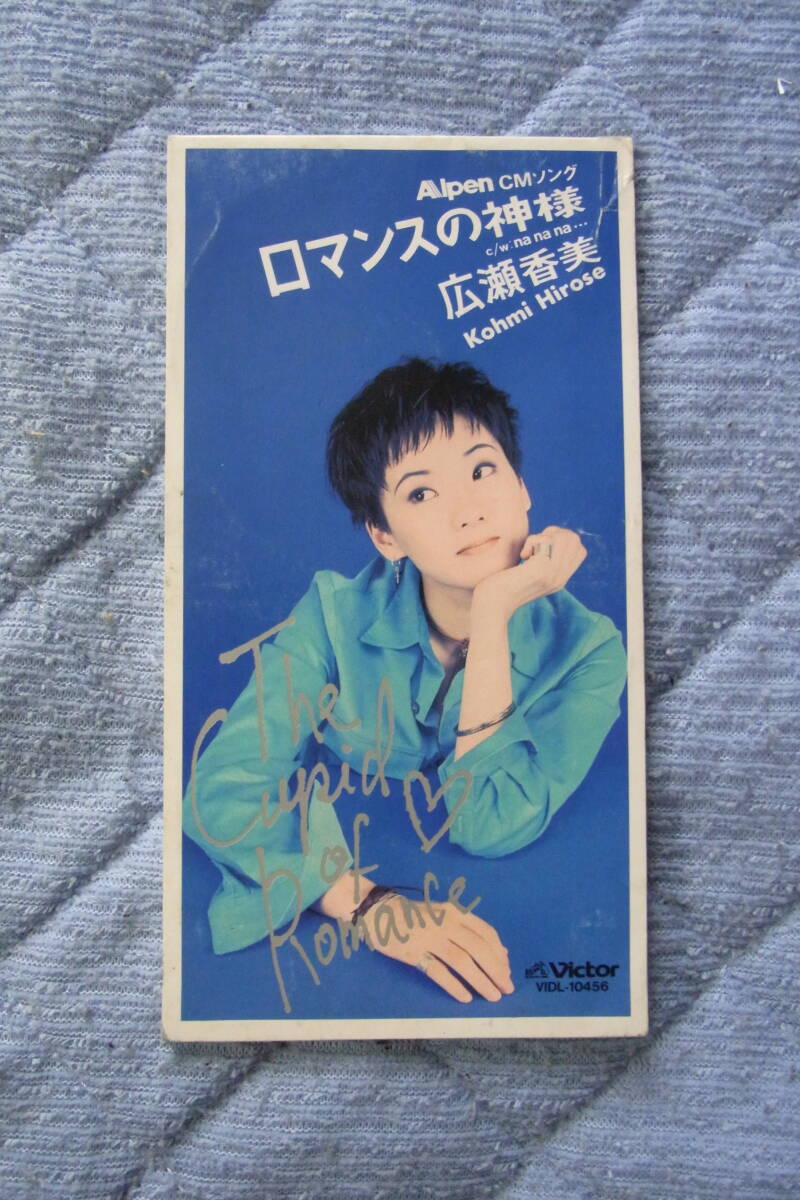 Alpen CMソング
ロマンスの神様
c/w: na na na…
広瀬香美
Kohmi Hirose
The
Cupid
of
Romance
Victor
VIDL-10456